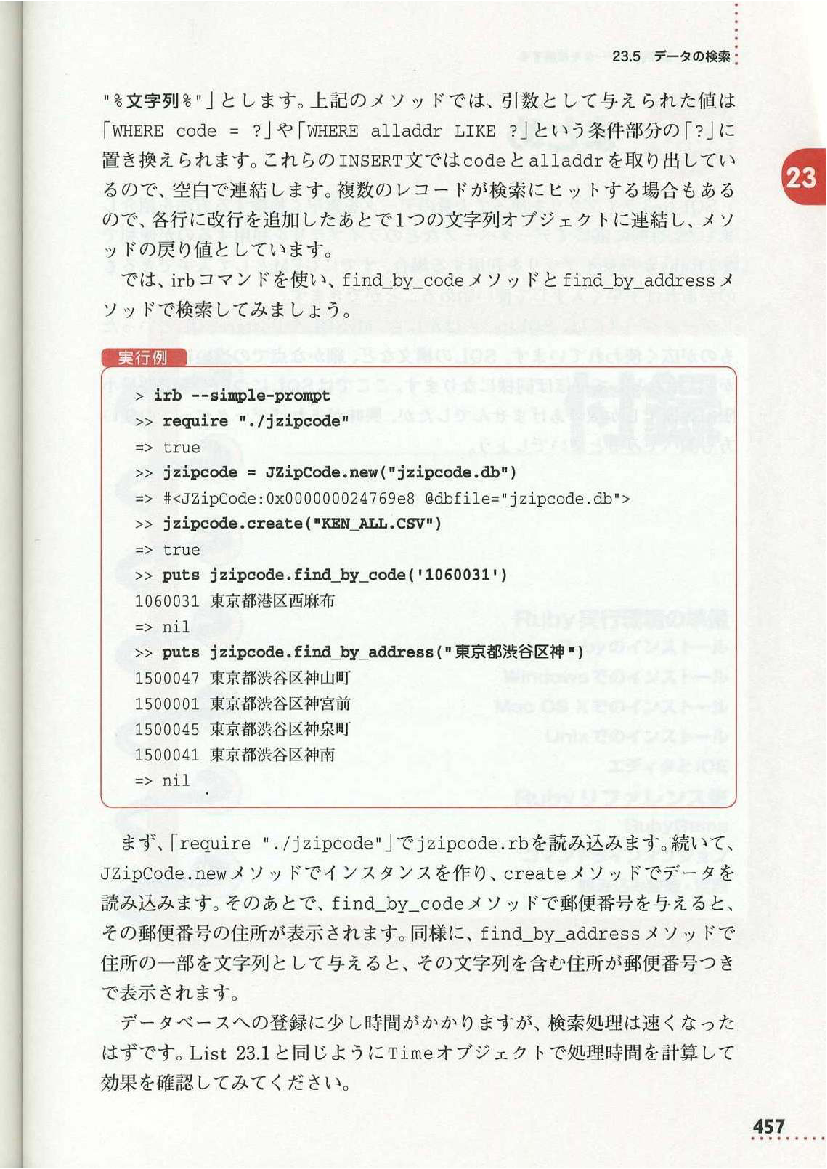 23.5 データの検索
"%文字列%"」とします。上記のメソッドでは、引数として与えられた値は
「WHERE code = ?」や「WHERE alladdr LIKE ?」という条件部分の「?」に
置き換えられます。これらのINSERT文ではcodeとalladdrを取り出してい
るので、空白で連結します。複数のレコードが検索にヒットする場合もある
ので、各行に改行を追加したあとで1つの文字列オブジェクトに連結し、メソ
ッドの戻り値としています。
では、irbコマンドを使い、find_by_codeメソッドとfind_by_addressメ
ソッドで検索してみましょう。
23
実行例
> irb --simple-prompt
>> require "./jzipcode"
=> true
>> jzipcode = JZipCode.new("jzipcode.db")
=> #<JZipCode:0x000000024769e8 @dbfile="jzipcode.db">
>> jzipcode.create("KEN_ALL.CSV")
=> true
>> puts jzipcode.find_by_code('1060031')
1060031 東京都港区西麻布
=> nil
>> puts jzipcode.find_by_address("東京都渋谷区神")
1500047 東京都渋谷区神山町
1500001 東京都渋谷区神宮前
1500045 東京都渋谷区神泉町
1500041 東京都渋谷区神南
=> nil
まず、「require "./jzipcode"」でjzipcode.rbを読み込みます。続いて、
JZipCode.newメソッドでインスタンスを作り、createメソッドでデータを
読み込みます。そのあとで、find_by_codeメソッドで郵便番号を与えると、
その郵便番号の住所が表示されます。同様に、find_by_addressメソッドで
住所の一部を文字列として与えると、その文字列を含む住所が郵便番号つき
で表示されます。
データベースへの登録に少し時間がかかりますが、検索処理は速くなった
はずです。List 23.1と同じようにTimeオブジェクトで処理時間を計算して
効果を確認してみてください。
457